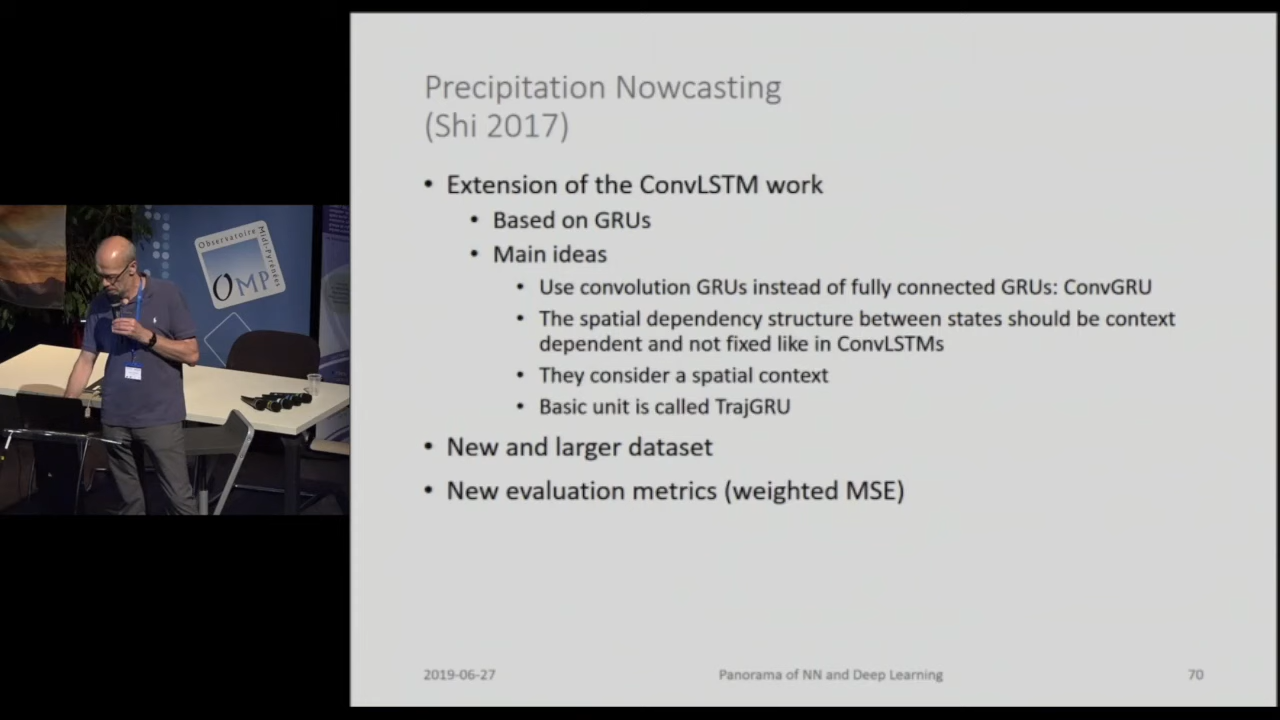 Observatoire Midi-Pyrénées
OMP
Precipitation Nowcasting
(Shi 2017)
• Extension of the ConvLSTM work
• Based on GRUs
• Main ideas
• Use convolution GRUs instead of fully connected GRUs: ConvGRU
• The spatial dependency structure between states should be context
dependent and not fixed like in ConvLSTMs
• They consider a spatial context
• Basic unit is called TrajGRU
• New and larger dataset
• New evaluation metrics (weighted MSE)
2019-06-27
Panorama of NN and Deep Learning
70